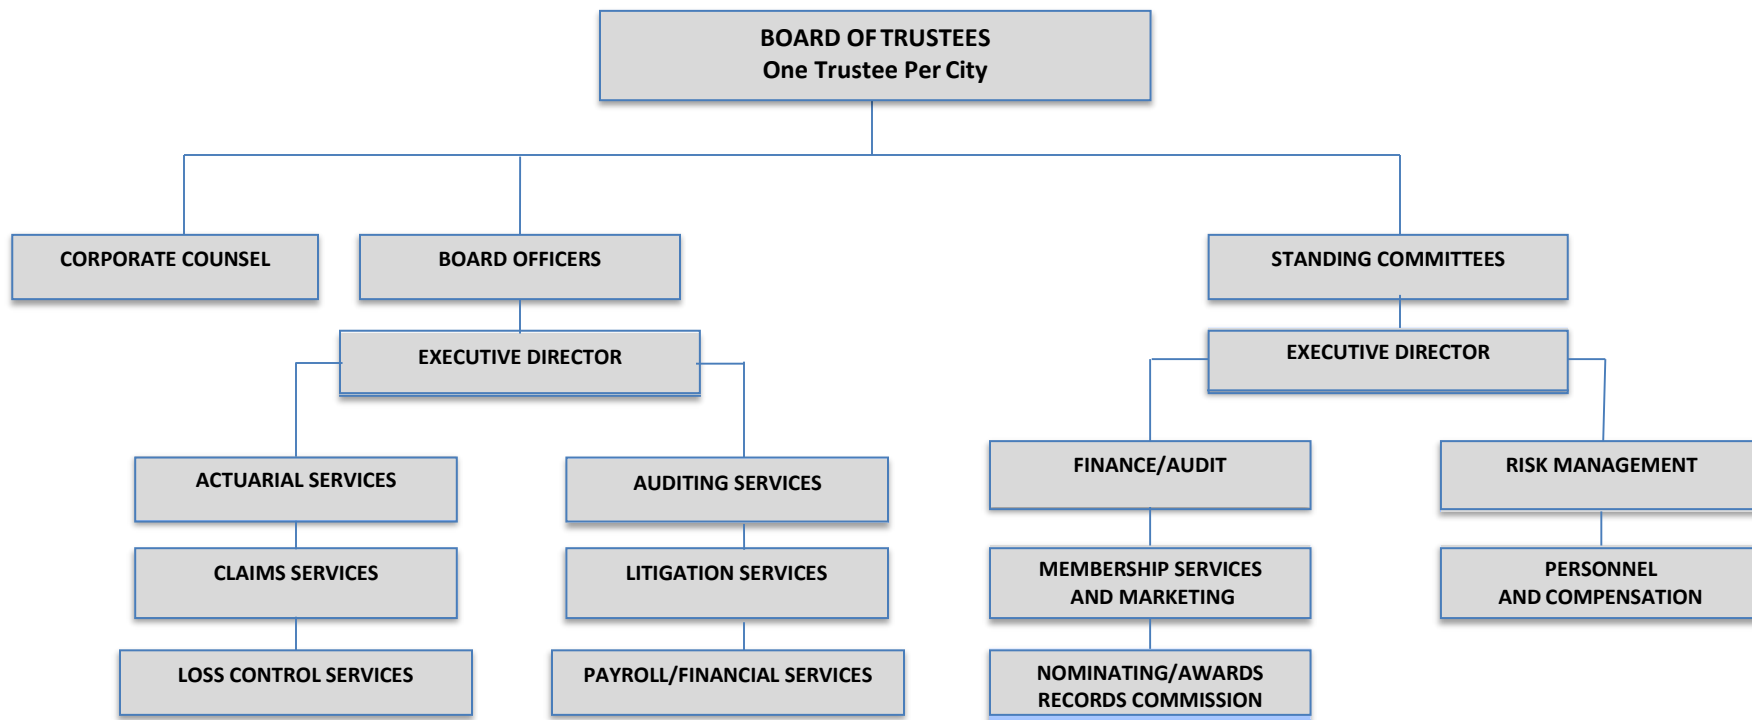 BOARD OF TRUSTEES
One Trustee Per City
CORPORATE COUNSEL
BOARD OFFICERS
STANDING COMMITTEES
EXECUTIVE DIRECTOR
EXECUTIVE DIRECTOR
ACTUARIAL SERVICES
AUDITING SERVICES
FINANCE/AUDIT
RISK MANAGEMENT
CLAIMS SERVICES
LITIGATION SERVICES
MEMBERSHIP SERVICES
AND MARKETING
PERSONNEL
AND COMPENSATION
LOSS CONTROL SERVICES
PAYROLL/FINANCIAL SERVICES
NOMINATING/AWARDS
RECORDS COMMISSION